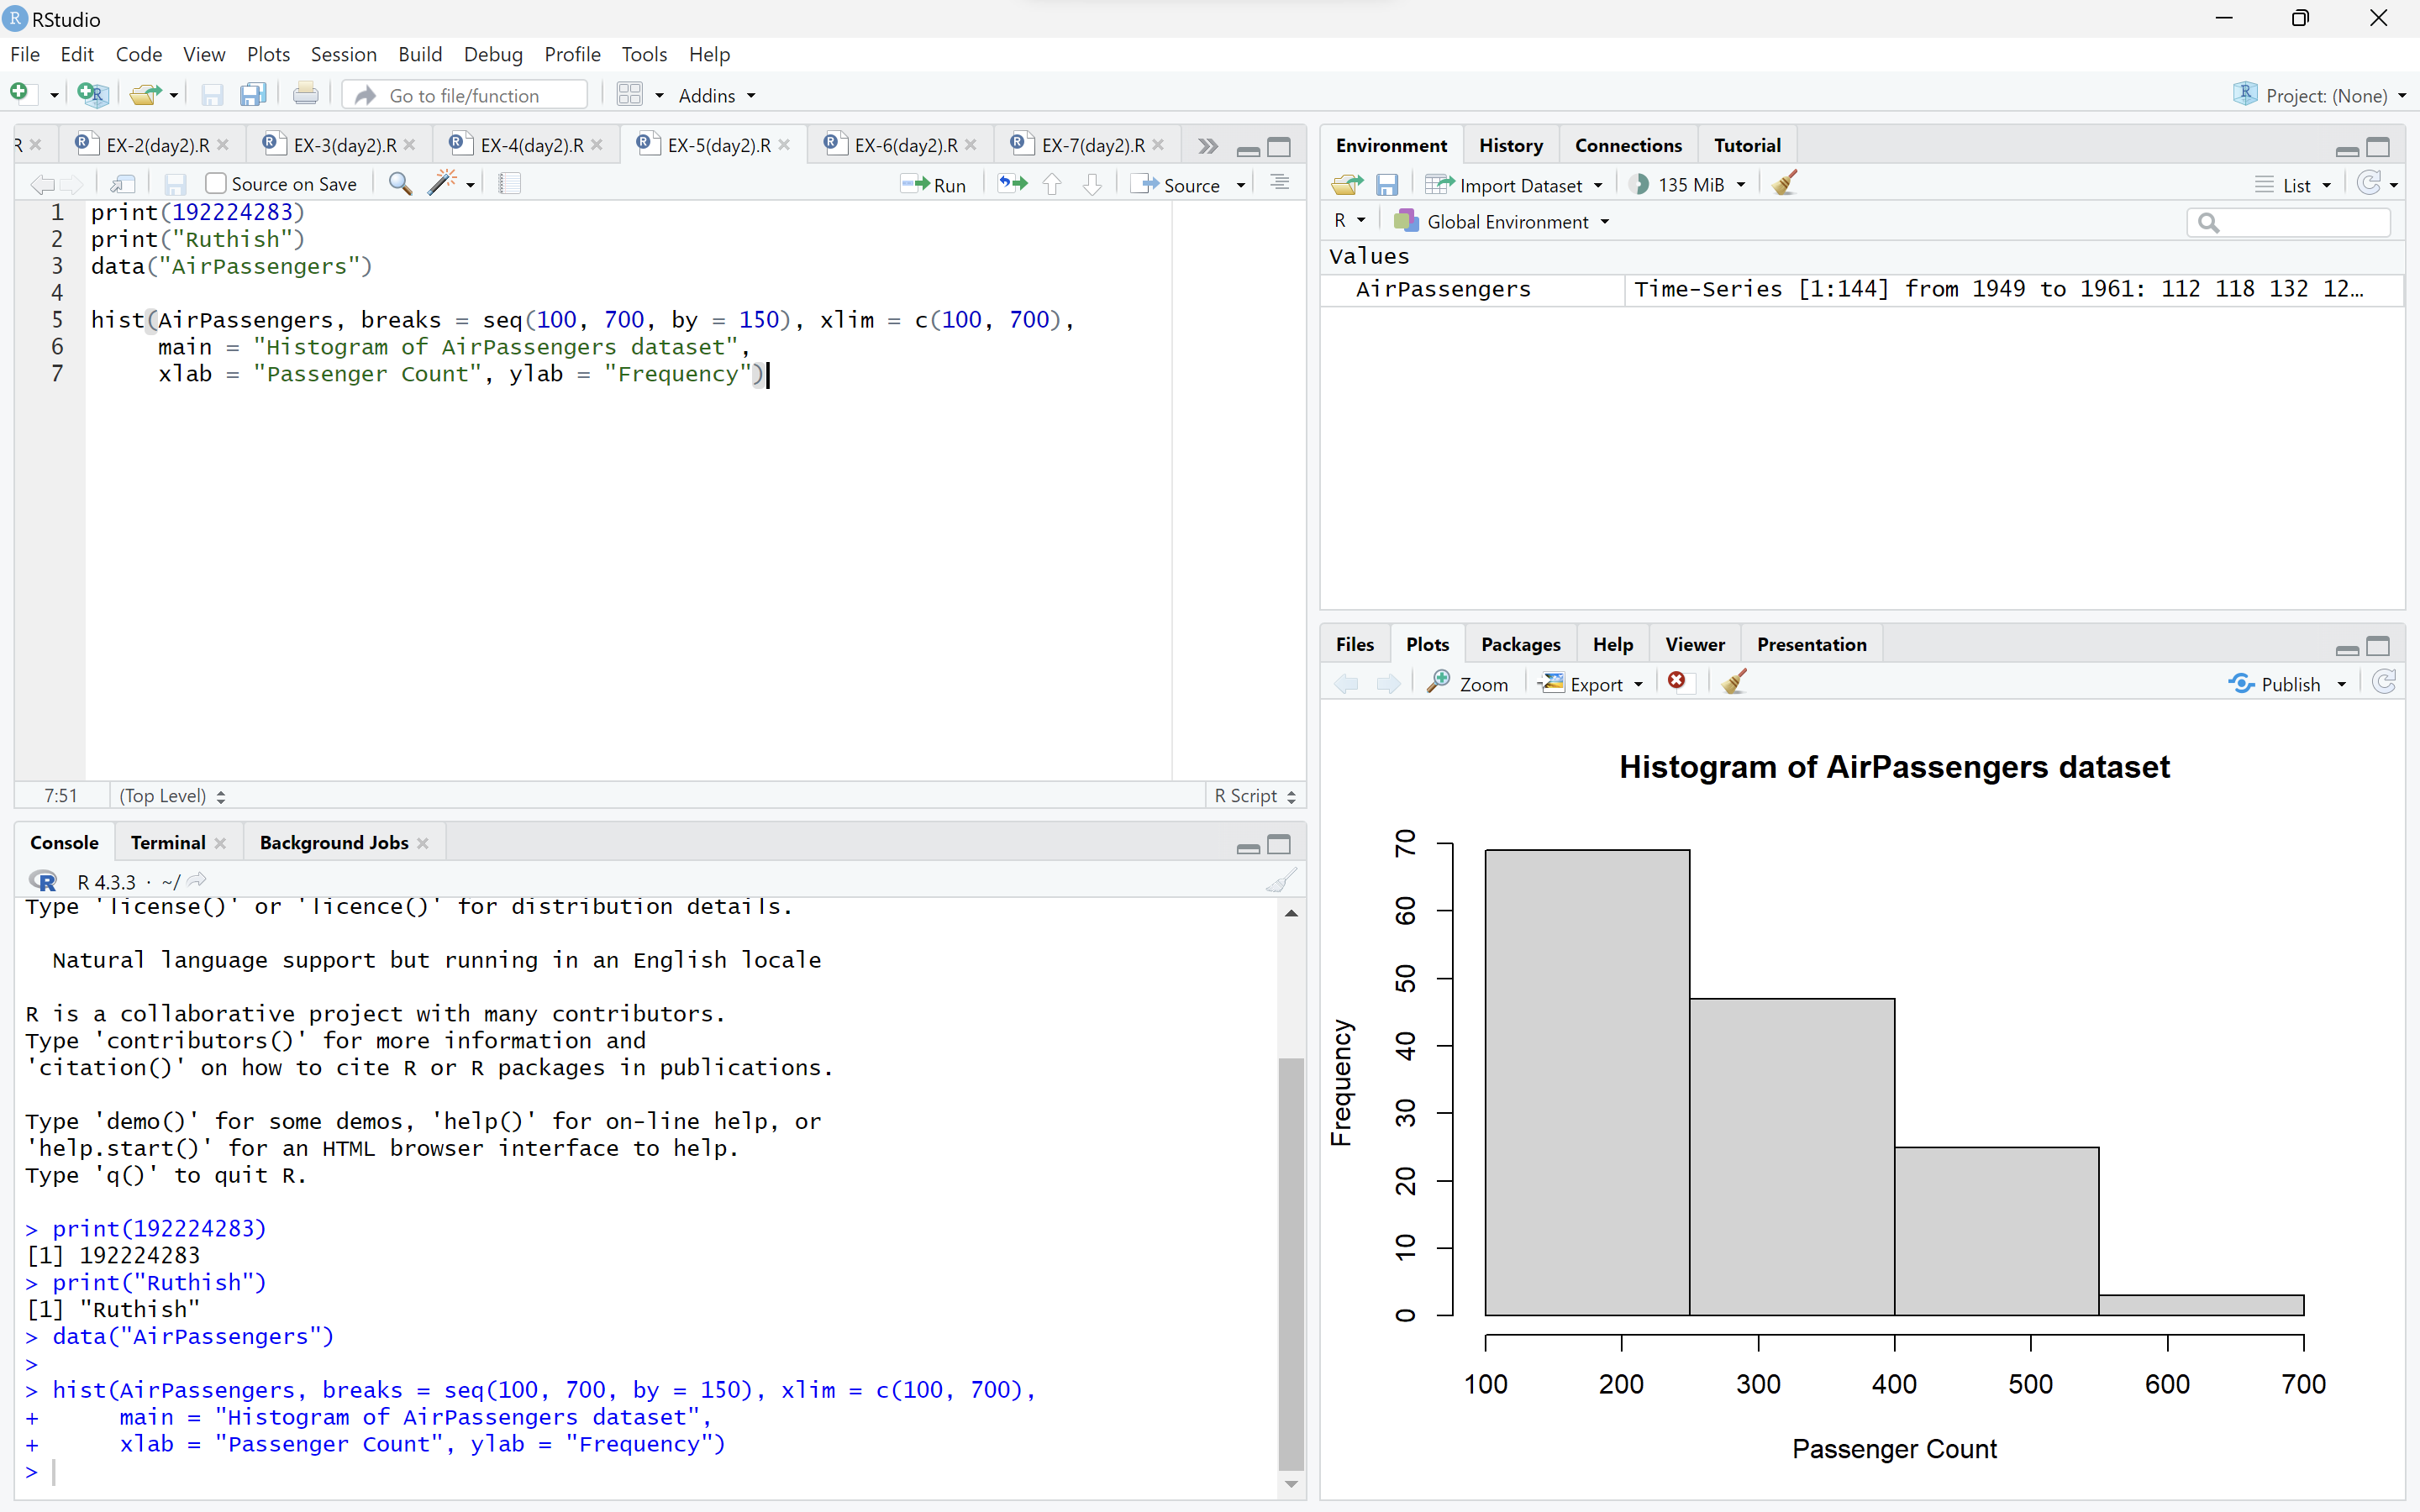 RStudio
File Edit Code View Plots Session Build Debug Profile Tools Help
Go to file/function Addins Project: (None)
R EX-2(day2).R EX-3(day2).R EX-4(day2).R EX-5(day2).R EX-6(day2).R EX-7(day2).R
Source on Save Run Source
1 print(192224283)
2 print("Ruthish")
3 data("AirPassengers")
4
5 hist(AirPassengers, breaks = seq(100, 700, by = 150), xlim = c(100, 700),
6 main = "Histogram of AirPassengers dataset",
7 xlab = "Passenger Count", ylab = "Frequency")
7:51 (Top Level) R Script
Console Terminal Background Jobs
R 4.3.3 · ~/
Type 'license()' or 'licence()' for distribution details.
Natural language support but running in an English locale
R is a collaborative project with many contributors.
Type 'contributors()' for more information and
'citation()' on how to cite R or R packages in publications.
Type 'demo()' for some demos, 'help()' for on-line help, or
'help.start()' for an HTML browser interface to help.
Type 'q()' to quit R.
> print(192224283)
[1] 192224283
> print("Ruthish")
[1] "Ruthish"
> data("AirPassengers")
>
> hist(AirPassengers, breaks = seq(100, 700, by = 150), xlim = c(100, 700),
+ main = "Histogram of AirPassengers dataset",
+ xlab = "Passenger Count", ylab = "Frequency")
>
Environment History Connections Tutorial
Import Dataset 135 MiB List
R Global Environment
Values
AirPassengers Time-Series [1:144] from 1949 to 1961: 112 118 132 12…
Files Plots Packages Help Viewer Presentation
Zoom Export Publish
Histogram of AirPassengers dataset
Frequency
70
60
50
40
30
20
10
0
100 200 300 400 500 600 700
Passenger Count